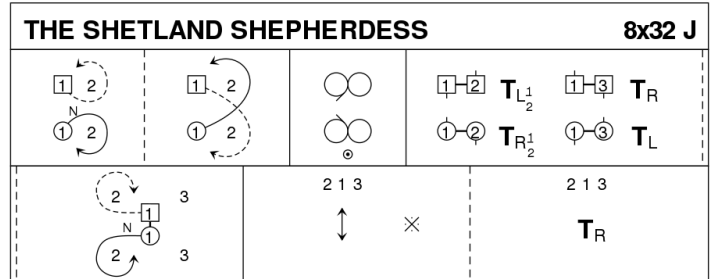 THE SHETLAND SHEPHERDESS 8x32 J
1 2 1 2 1 2 T L 1/2 1 3 T R
N
1 2 1 2 1 2 T R 1/2 1 3 T L
2 3 2 1 3 2 1 3
1
N 1 T R
2 3